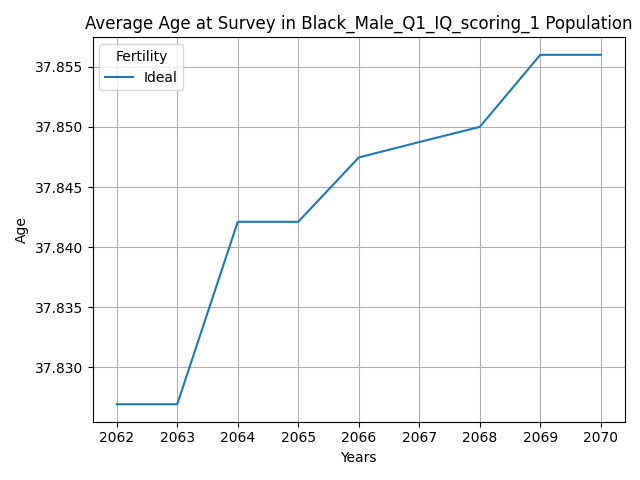 Average Age at Survey in Black_Male_Q1_IQ_scoring_1 Population
Fertility
Ideal
37.855
37.850
37.845
37.840
37.835
37.830
Age
2062 2063 2064 2065 2066 2067 2068 2069 2070
Years